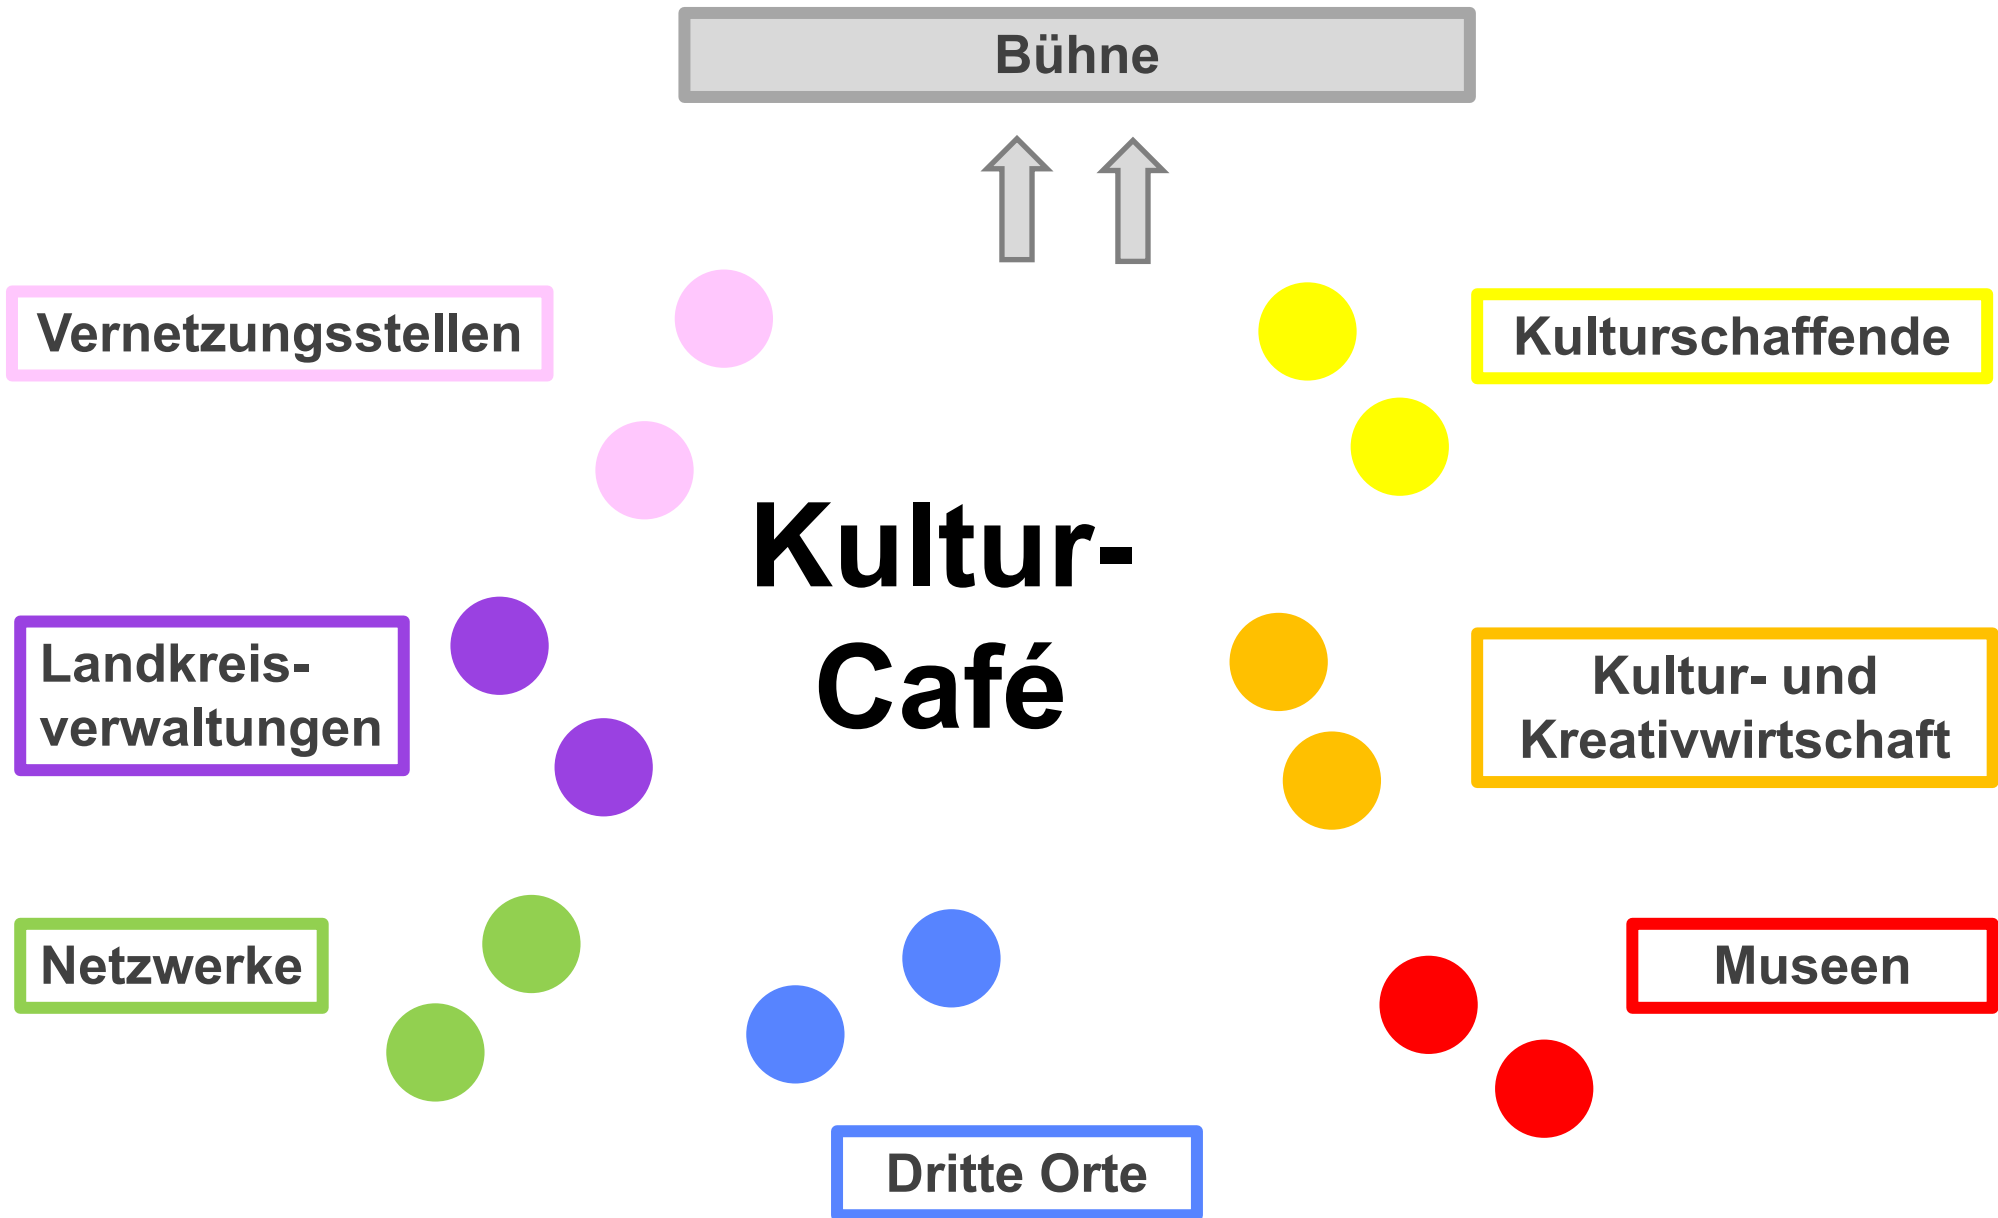 Bühne
Vernetzungsstellen
Kulturschaffende
Kultur-
Café
Landkreis-
verwaltungen
Kultur- und
Kreativwirtschaft
Netzwerke
Museen
Dritte Orte